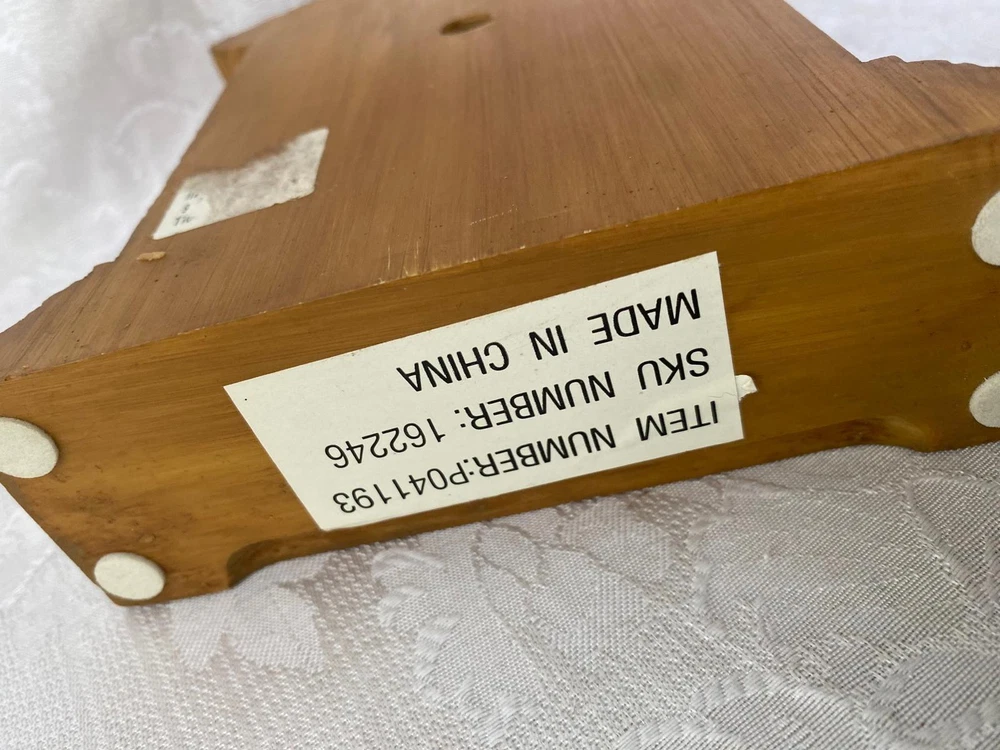 ITEM NUMBER:P041193
SKU NUMBER: 162246
MADE IN CHINA